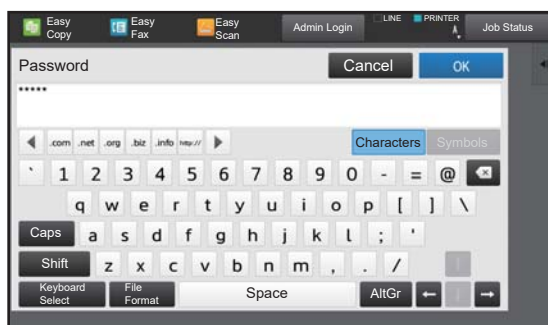 Easy Copy
Easy Fax
Easy Scan
Admin Login
LINE
PRINTER
Job Status
Password
Cancel
OK
*****
.com .net .org .biz .info http://
Characters
Symbols
` 1 2 3 4 5 6 7 8 9 0 - = @
q w e r t y u i o p [ ] \
Caps a s d f g h j k l ; '
Shift z x c v b n m , . /
Keyboard Select
File Format
Space
AltGr ← ↓ →